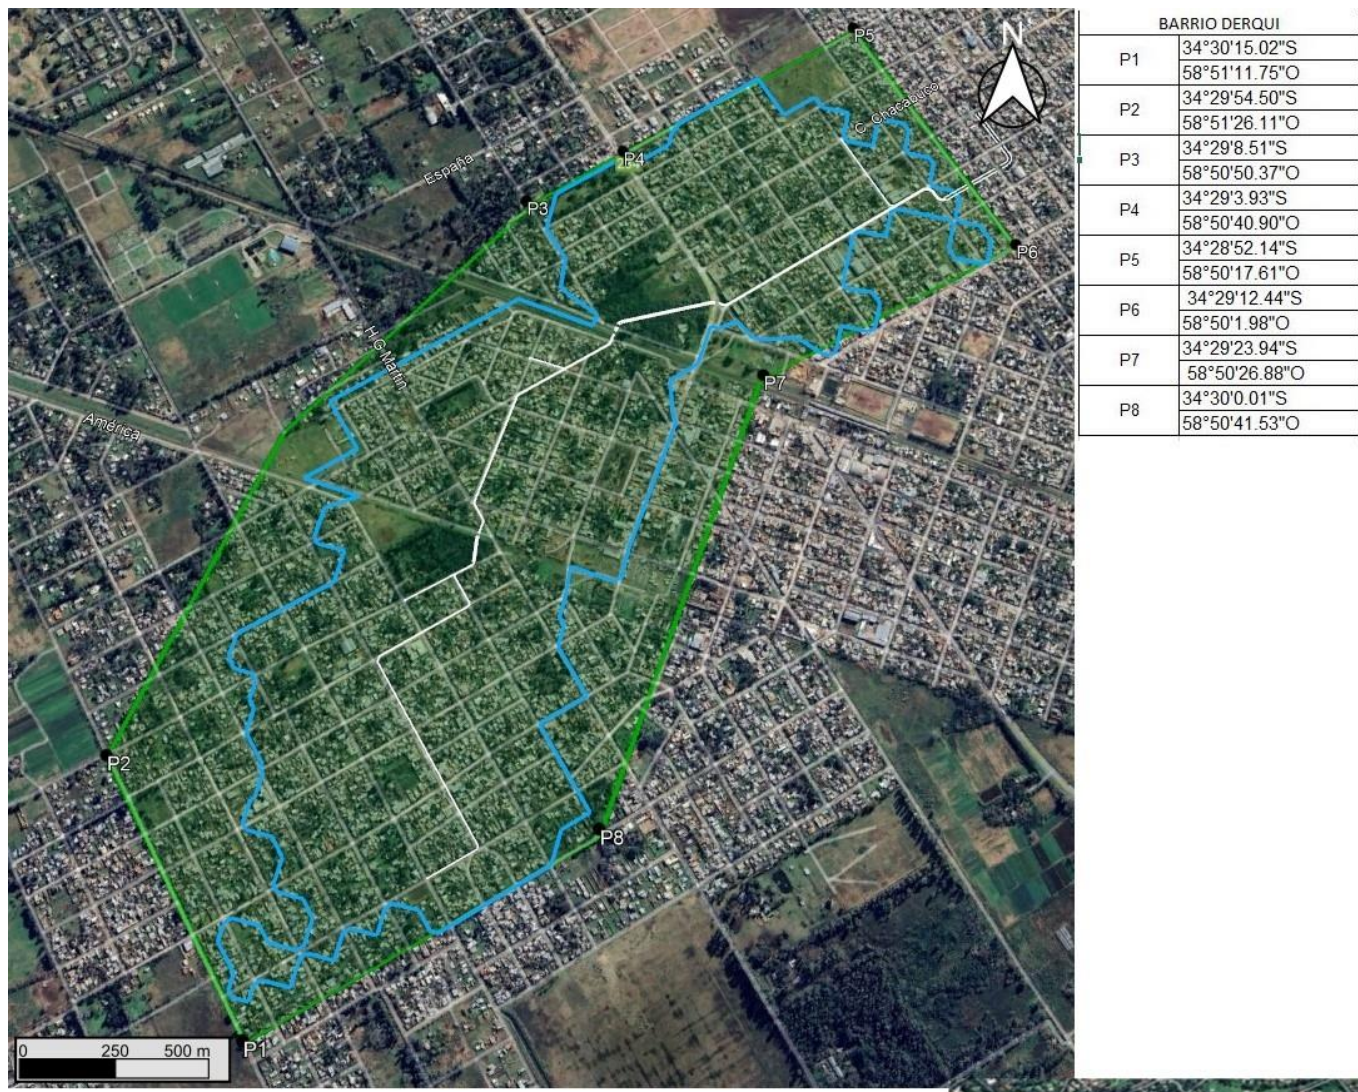 P5
N
C. Chacabuco
P4
España
P3
P6
H G Martin
P7
América
P2
P8
P1
0 250 500 m
BARRIO DERQUI
P1 34°30'15.02"S
58°51'11.75"O
P2 34°29'54.50"S
58°51'26.11"O
P3 34°29'8.51"S
58°50'50.37"O
P4 34°29'3.93"S
58°50'40.90"O
P5 34°28'52.14"S
58°50'17.61"O
P6 34°29'12.44"S
58°50'1.98"O
P7 34°29'23.94"S
58°50'26.88"O
P8 34°30'0.01"S
58°50'41.53"O